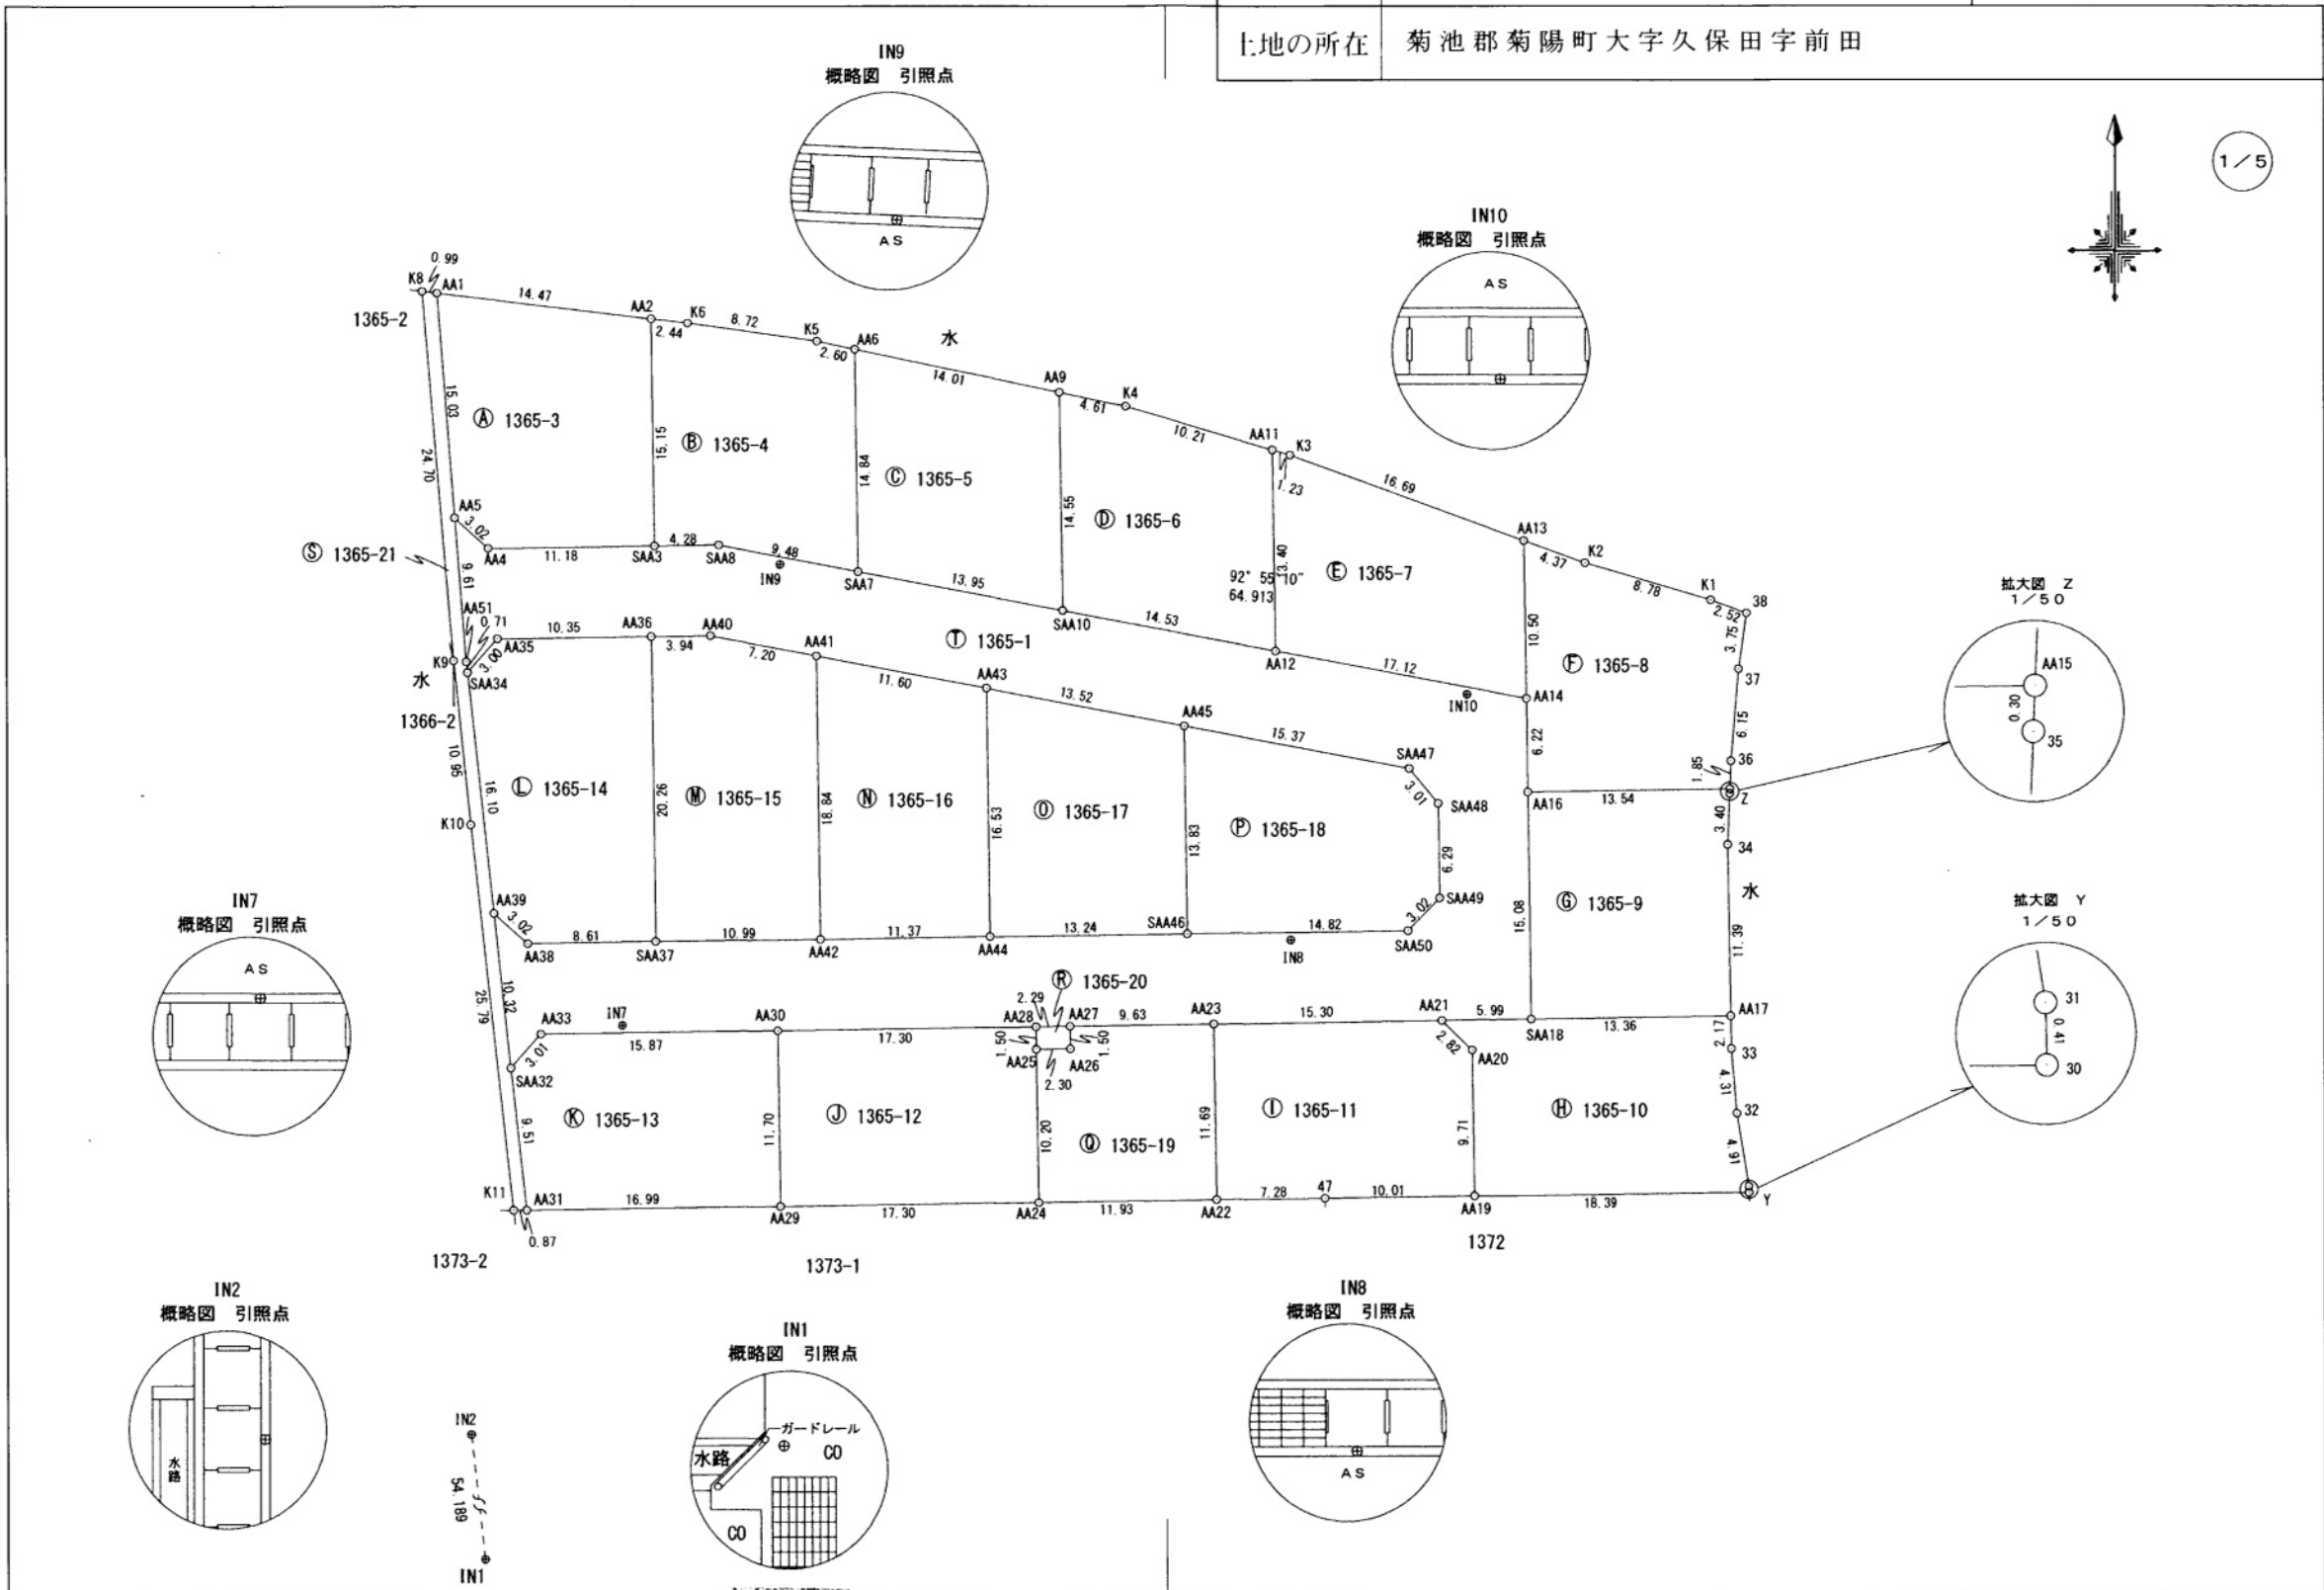 土地の所在 菊池郡菊陽町大字久保田字前田
1/5
IN9
概略図 引照点
AS
IN10
概略図 引照点
AS
K8
0.99
AA1
14.47
AA2
2.44
K6
8.72
K5
2.60
AA6
水
14.01
AA9
4.61
K4
10.21
AA11
K3
1.23
16.69
AA13
4.37
K2
8.78
K1
2.52
38
3.75
37
6.15
36
1.85
Z
3.40
34
水
11.39
AA17
2.17
33
4.31
32
4.91
Y
1365-2
15.03
Ⓐ 1365-3
24.70
15.15
Ⓑ 1365-4
14.84
Ⓒ 1365-5
14.55
Ⓓ 1365-6
13.40
92° 55′10″
64.913
Ⓔ 1365-7
10.50
Ⓕ 1365-8
AA5
3.02
AA4
11.18
SAA3
4.28
SAA8
9.48
IN9
SAA7
13.95
SAA10
14.53
AA12
17.12
IN10
AA14
6.22
AA16
13.54
Ⓢ 1365-21
9.61
AA51
0.71
AA35
10.35
AA36
3.94
AA40
7.20
AA41
11.60
AA43
13.52
AA45
15.37
SAA47
3.01
SAA48
6.29
SAA49
3.02
SAA50
Ⓣ 1365-1
K9
3.00
SAA34
水
1366-2
10.95
16.10
K10
Ⓛ 1365-14
20.26
Ⓜ 1365-15
18.84
Ⓝ 1365-16
16.53
Ⓞ 1365-17
13.83
Ⓟ 1365-18
15.08
Ⓖ 1365-9
AA39
3.02
AA38
8.61
SAA37
10.99
AA42
11.37
AA44
13.24
SAA46
14.82
IN8
25.79
10.32
AA33
IN7
15.87
AA30
17.30
AA28
2.29
Ⓡ 1365-20
AA27
9.63
AA23
15.30
AA21
5.99
SAA18
13.36
3.01
SAA32
1.50
AA25
2.30
AA26
1.50
2.82
AA20
9.51
Ⓚ 1365-13
11.70
Ⓙ 1365-12
10.20
Ⓠ 1365-19
11.69
Ⓘ 1365-11
9.71
Ⓗ 1365-10
K11
0.87
AA31
16.99
AA29
17.30
AA24
11.93
AA22
7.28
47
10.01
AA19
18.39
1373-2
1373-1
1372
拡大図 Z
1/50
AA15
0.30
35
拡大図 Y
1/50
31
0.41
30
IN7
概略図 引照点
AS
IN2
概略図 引照点
水路
IN2
54.189
IN1
IN1
概略図 引照点
ガードレール
水路
CO
CO
IN8
概略図 引照点
AS